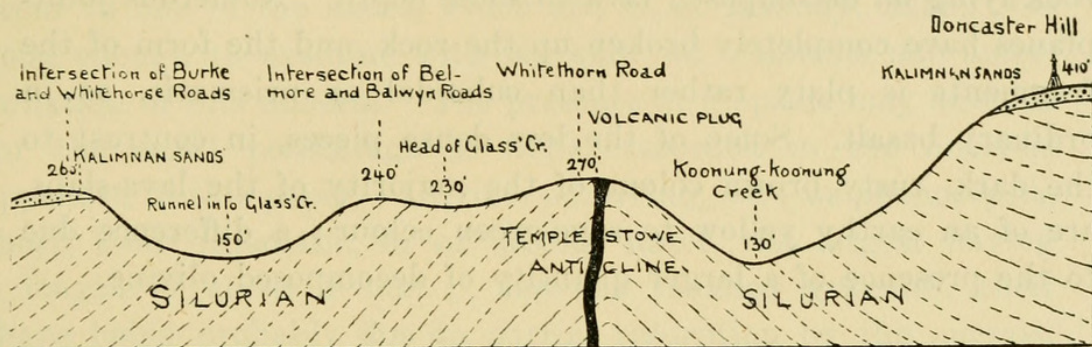 Doncaster Hill
Intersection of Burke
and Whitehorse Roads
Intersection of Bel-
more and Balwyn Roads
Whitethorn Road
KALIMNAN SANDS
410'
VOLCANIC PLUG
260'
KALIMNAN SANDS
Head of Glass' Cr.
240'
230'
270'
Koonung-Koonung
Creek
Runnel into Glass' Cr.
150'
130'
TEMPLESTOWE
ANTICLINE.
SILURIAN
SILURIAN